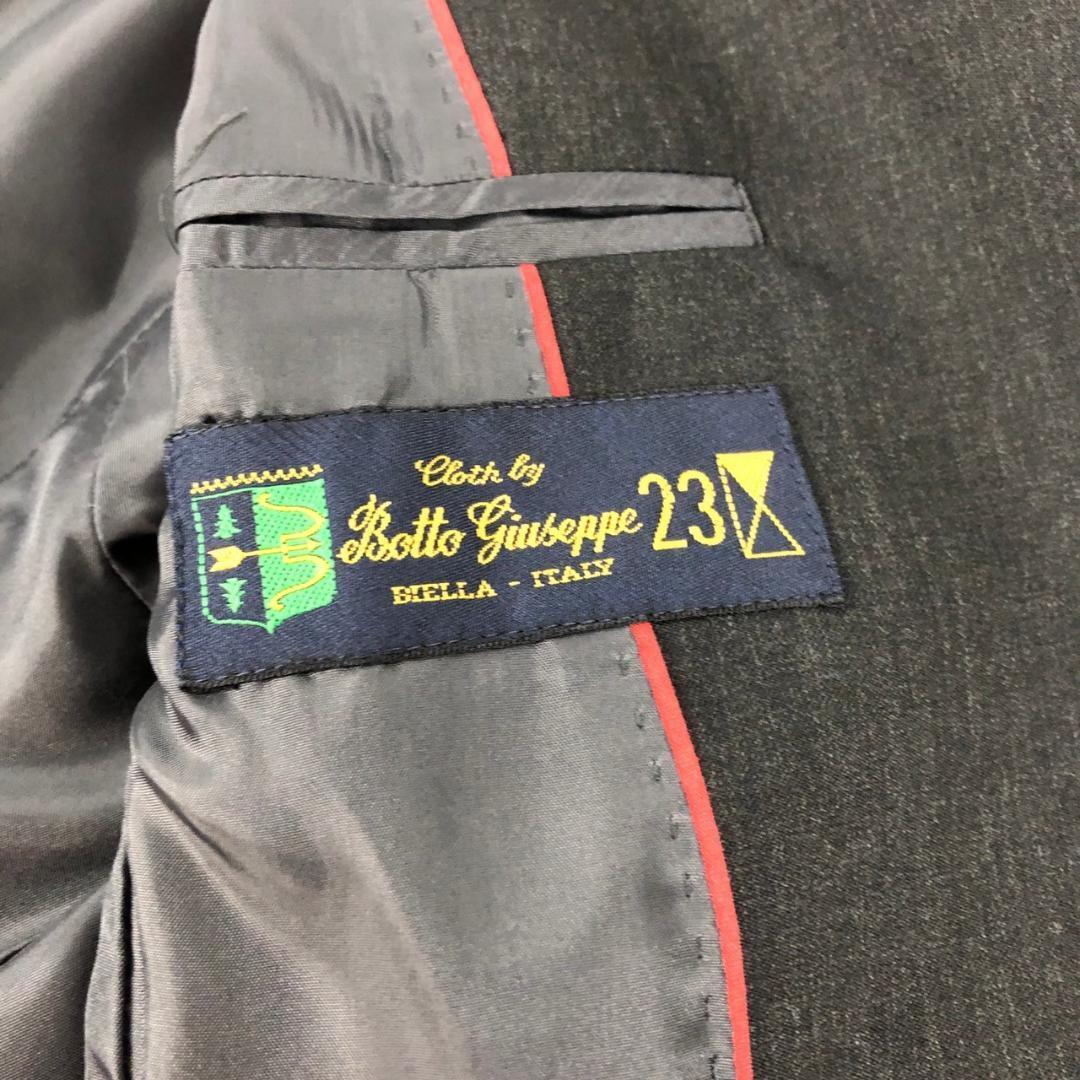 Cloth by
Botto Giuseppe 23
BIELLA - ITALY